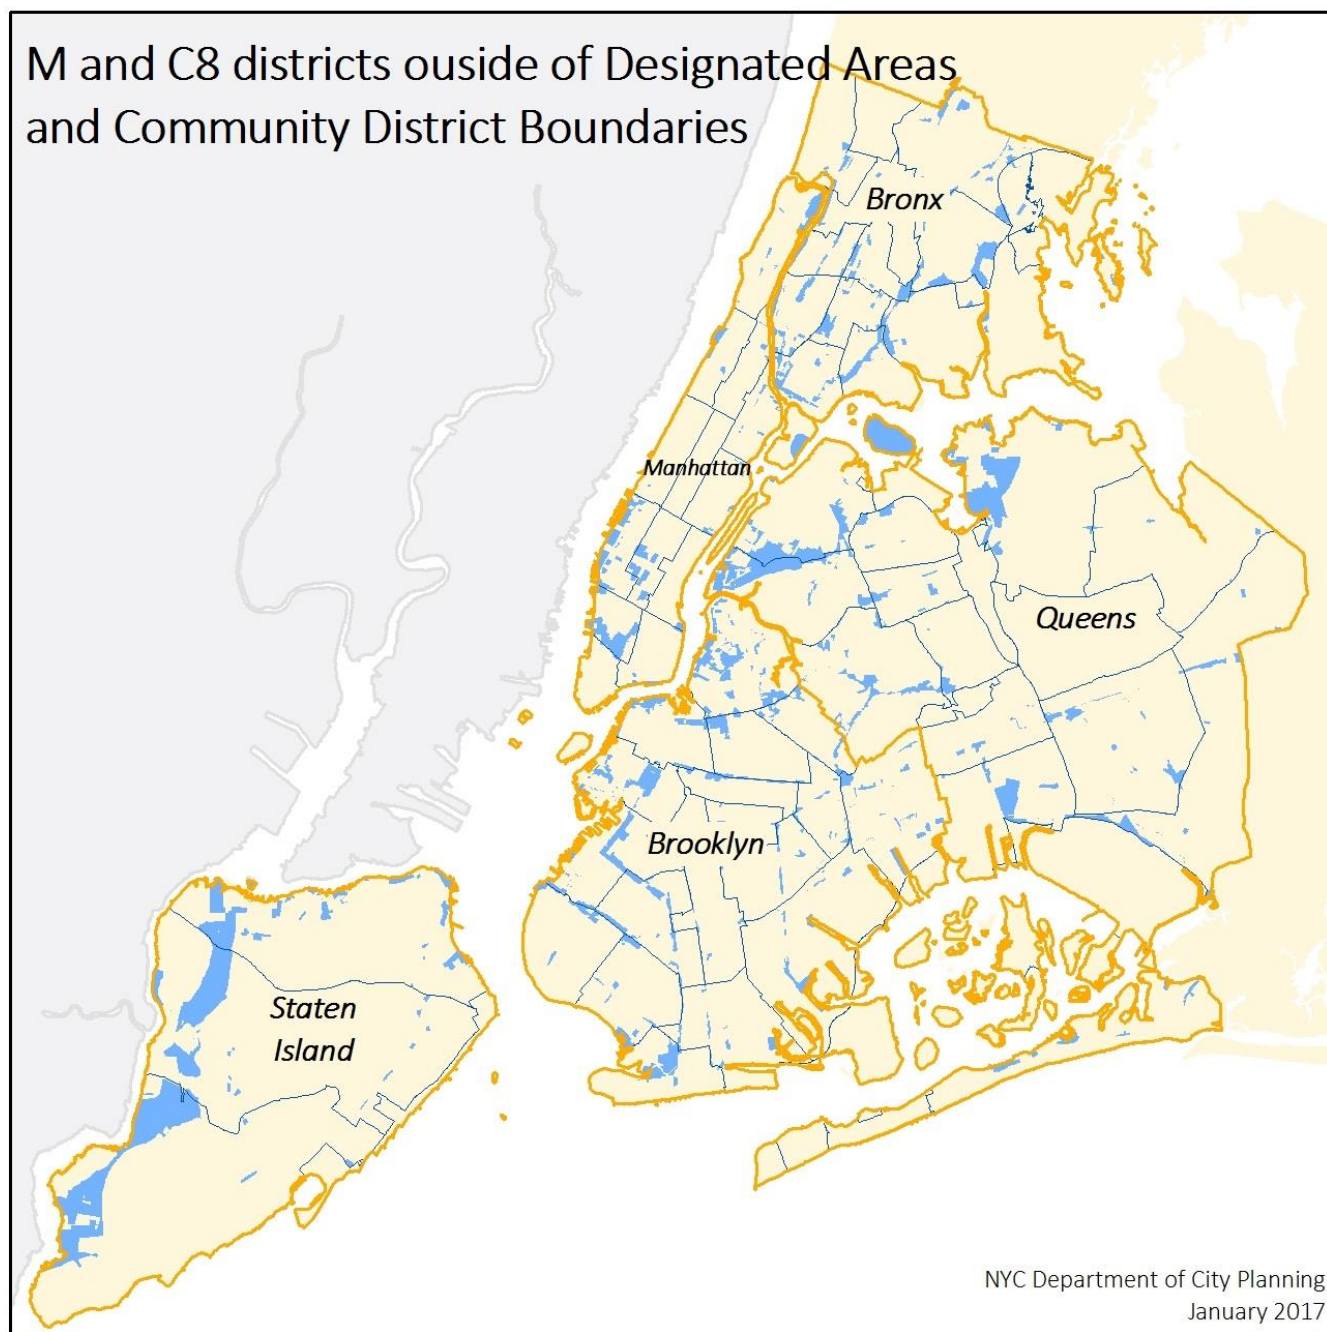 M and C8 districts ouside of Designated Areas
and Community District Boundaries
Bronx
Manhattan
Queens
Brooklyn
Staten
Island
NYC Department of City Planning
January 2017